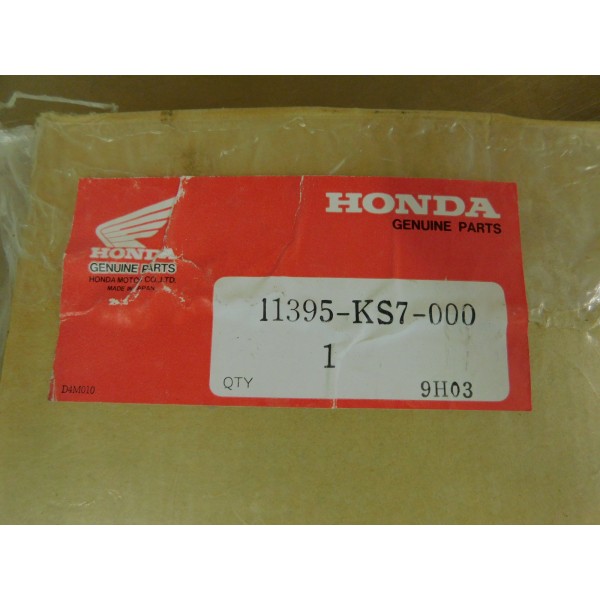 HONDA
GENUINE PARTS
HONDA
GENUINE PARTS
HONDA MOTOR CO.,LTD.
MADE IN JAPAN
11395-KS7-000
1
QTY
9H03
D4M010